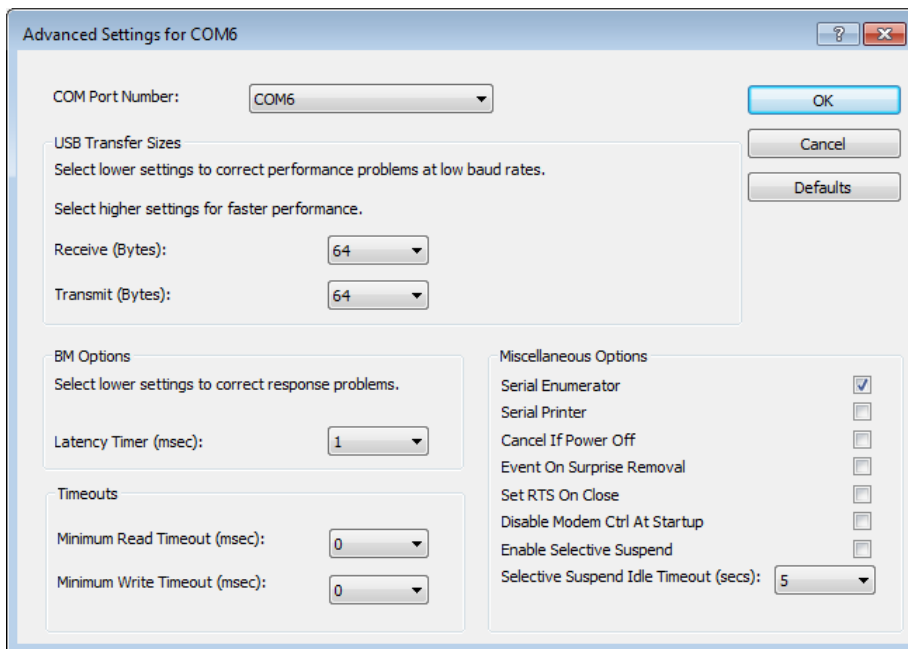 Advanced Settings for COM6
?
COM Port Number:
COM6
OK
Cancel
Defaults
USB Transfer Sizes
Select lower settings to correct performance problems at low baud rates.
Select higher settings for faster performance.
Receive (Bytes):
64
Transmit (Bytes):
64
BM Options
Select lower settings to correct response problems.
Latency Timer (msec):
1
Timeouts
Minimum Read Timeout (msec):
0
Minimum Write Timeout (msec):
0
Miscellaneous Options
Serial Enumerator
Serial Printer
Cancel If Power Off
Event On Surprise Removal
Set RTS On Close
Disable Modem Ctrl At Startup
Enable Selective Suspend
Selective Suspend Idle Timeout (secs):
5